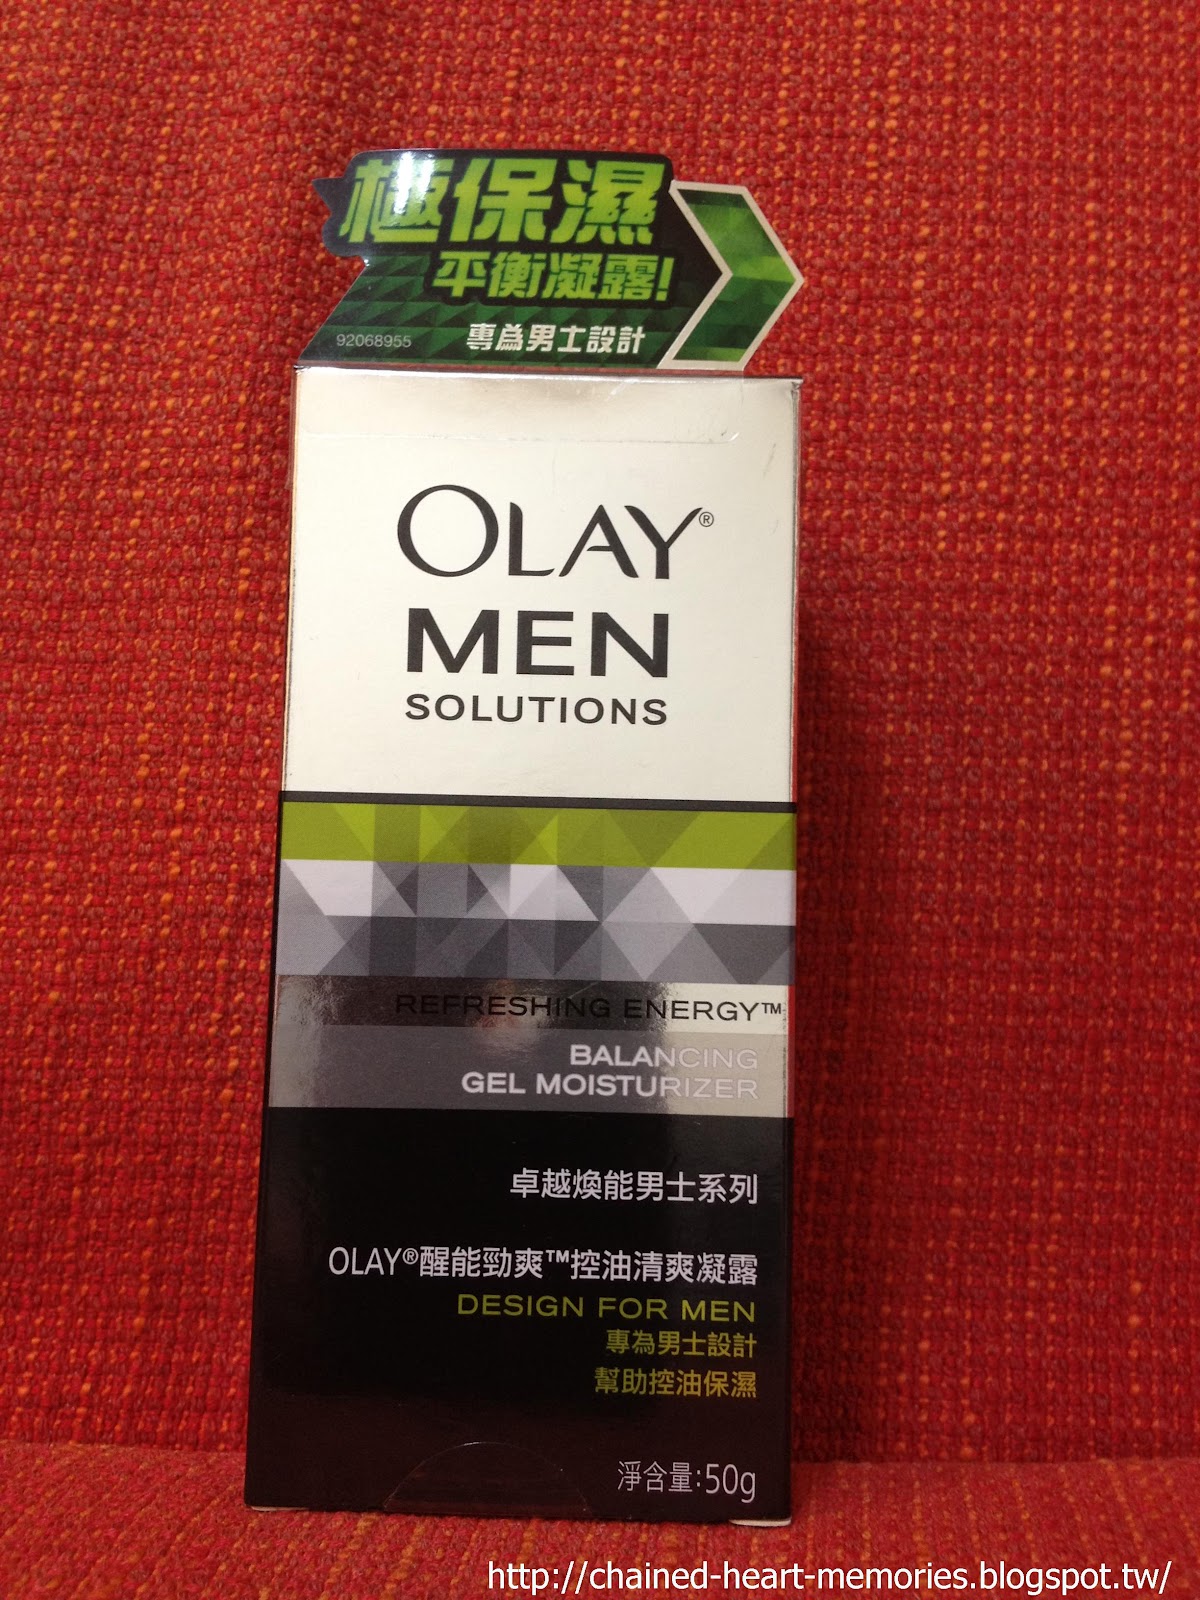 極保濕
平衡凝露!
92068955 專爲男士設計
OLAY®
MEN
SOLUTIONS
REFRESHING ENERGY™
BALANCING
GEL MOISTURIZER
卓越煥能男士系列
OLAY®醒能勁爽™控油清爽凝露
DESIGN FOR MEN
專為男士設計
幫助控油保濕
淨含量:50g
http://chained-heart-memories.blogspot.tw/